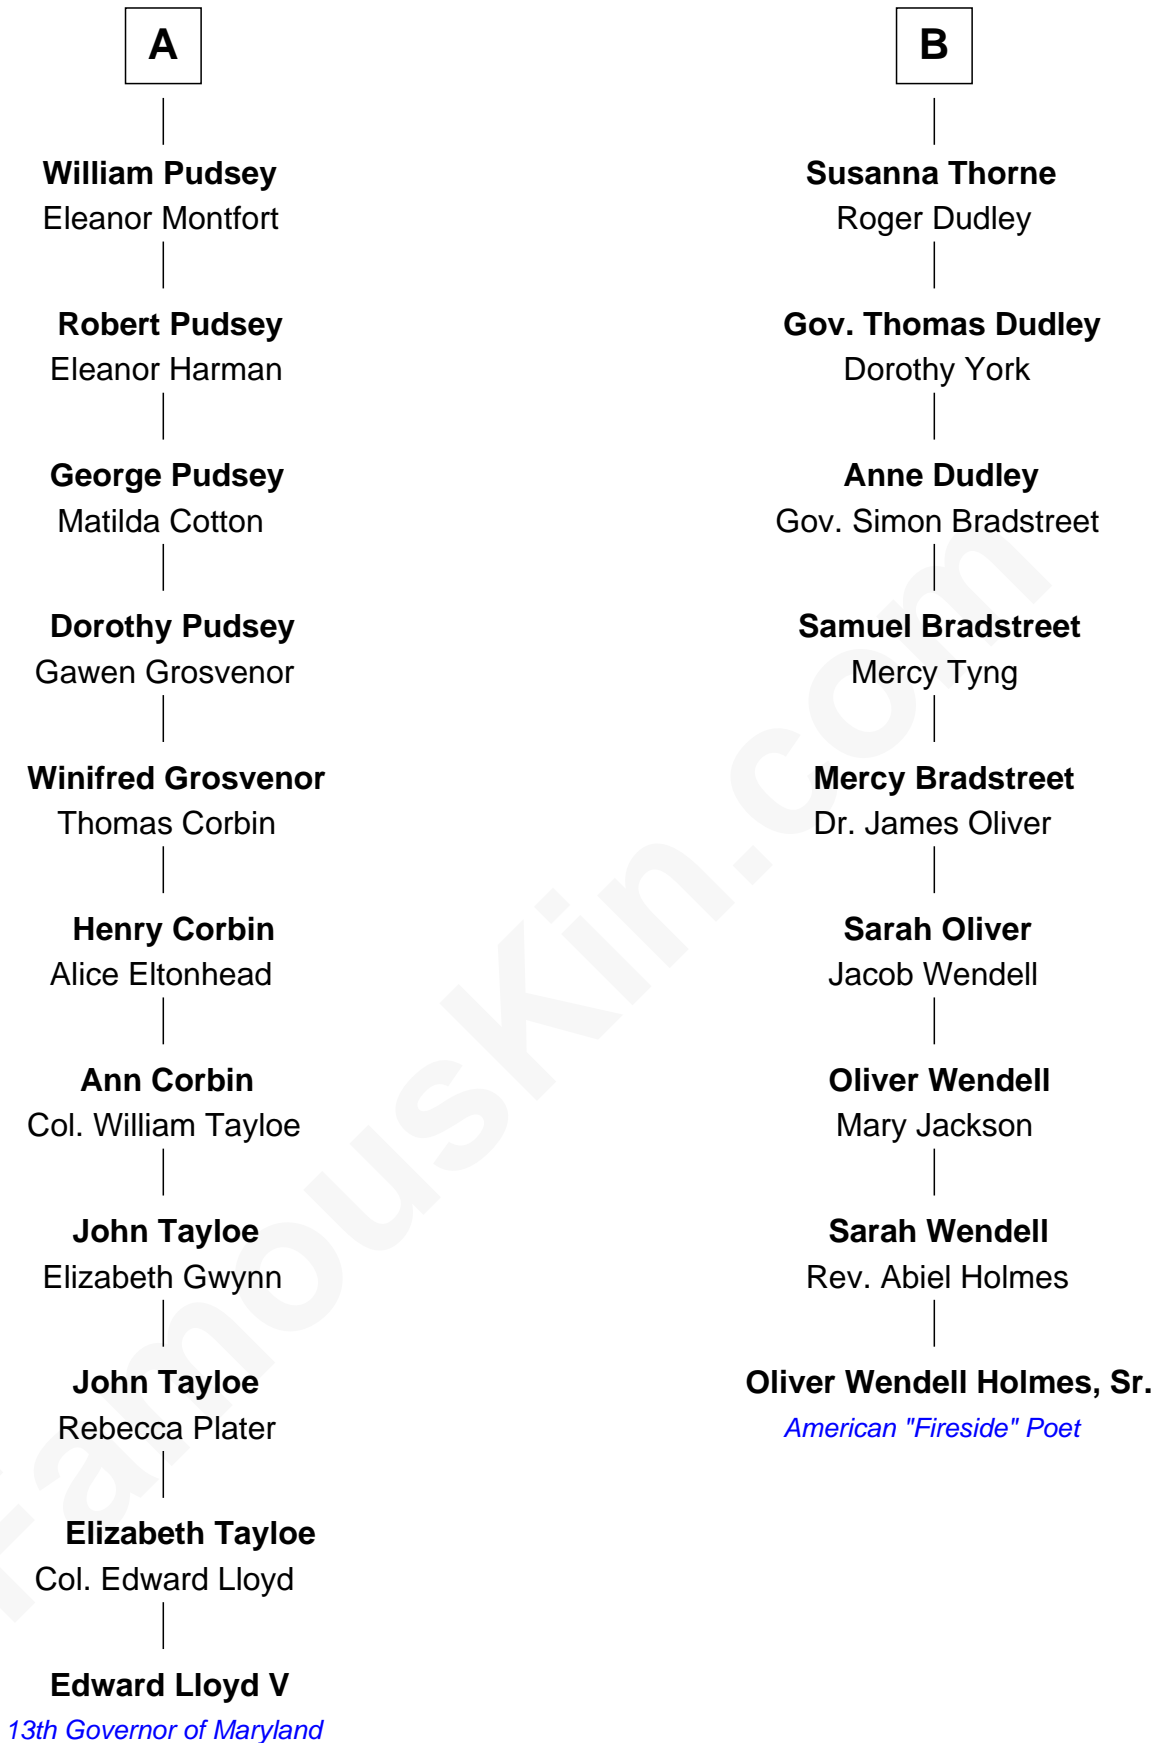 A
William Pudsey
Eleanor Montfort
Robert Pudsey
Eleanor Harman
George Pudsey
Matilda Cotton
Dorothy Pudsey
Gawen Grosvenor
Winifred Grosvenor
Thomas Corbin
Henry Corbin
Alice Eltonhead
Ann Corbin
Col. William Tayloe
John Tayloe
Elizabeth Gwynn
John Tayloe
Rebecca Plater
Elizabeth Tayloe
Col. Edward Lloyd
Edward Lloyd V
13th Governor of Maryland
B
Susanna Thorne
Roger Dudley
Gov. Thomas Dudley
Dorothy York
Anne Dudley
Gov. Simon Bradstreet
Samuel Bradstreet
Mercy Tyng
Mercy Bradstreet
Dr. James Oliver
Sarah Oliver
Jacob Wendell
Oliver Wendell
Mary Jackson
Sarah Wendell
Rev. Abiel Holmes
Oliver Wendell Holmes, Sr.
American "Fireside" Poet
FamousKin.com